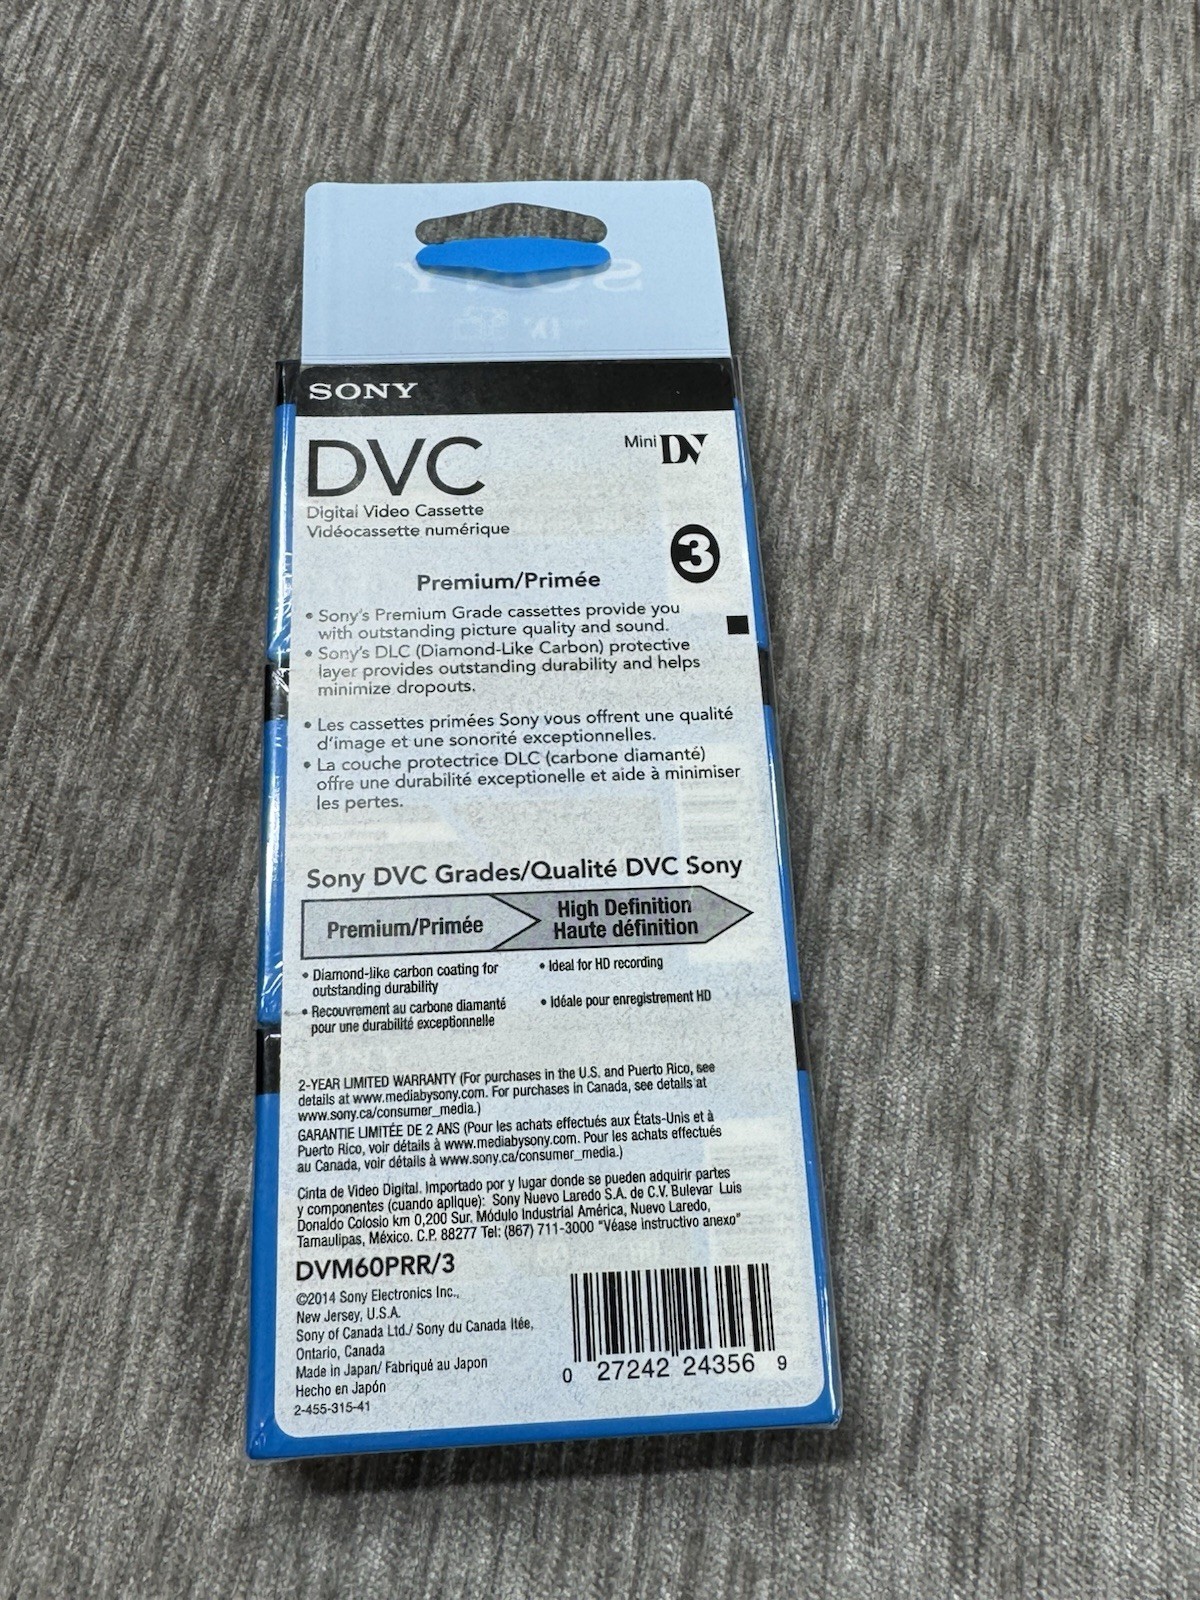 SONY
SONY
DVC
Mini DV
Digital Video Cassette
Vidéocassette numérique
3
Premium/Primée
• Sony's Premium Grade cassettes provide you
with outstanding picture quality and sound.
• Sony's DLC (Diamond-Like Carbon) protective
layer provides outstanding durability and helps
minimize dropouts.
• Les cassettes primées Sony vous offrent une qualité
d'image et une sonorité exceptionnelles.
• La couche protectrice DLC (carbone diamanté)
offre une durabilité exceptionelle et aide à minimiser
les pertes.
Sony DVC Grades/Qualité DVC Sony
Premium/Primée
High Definition
Haute définition
• Diamond-like carbon coating for
outstanding durability
• Recouvrement au carbone diamanté
pour une durabilité exceptionnelle
• Ideal for HD recording
• Idéale pour enregistrement HD
2-YEAR LIMITED WARRANTY (For purchases in the U.S. and Puerto Rico, see
details at www.mediabysony.com. For purchases in Canada, see details at
www.sony.ca/consumer_media.)
GARANTIE LIMITÉE DE 2 ANS (Pour les achats effectués aux États-Unis et à
Puerto Rico, voir détails à www.mediabysony.com. Pour les achats effectués
au Canada, voir détails à www.sony.ca/consumer_media.)
Cinta de Video Digital. Importado por y lugar donde se pueden adquirir partes
y componentes (cuando aplique): Sony Nuevo Laredo S.A. de C.V. Bulevar Luis
Donaldo Colosio km 0,200 Sur. Módulo Industrial América, Nuevo Laredo,
Tamaulipas, México. C.P. 88277 Tel: (867) 711-3000 "Véase instructivo anexo"
DVM60PRR/3
©2014 Sony Electronics Inc.,
New Jersey, U.S.A.
Sony of Canada Ltd./ Sony du Canada ltée,
Ontario, Canada
Made in Japan/ Fabriqué au Japon
Hecho en Japón
2-455-315-41
0 27242 24356 9